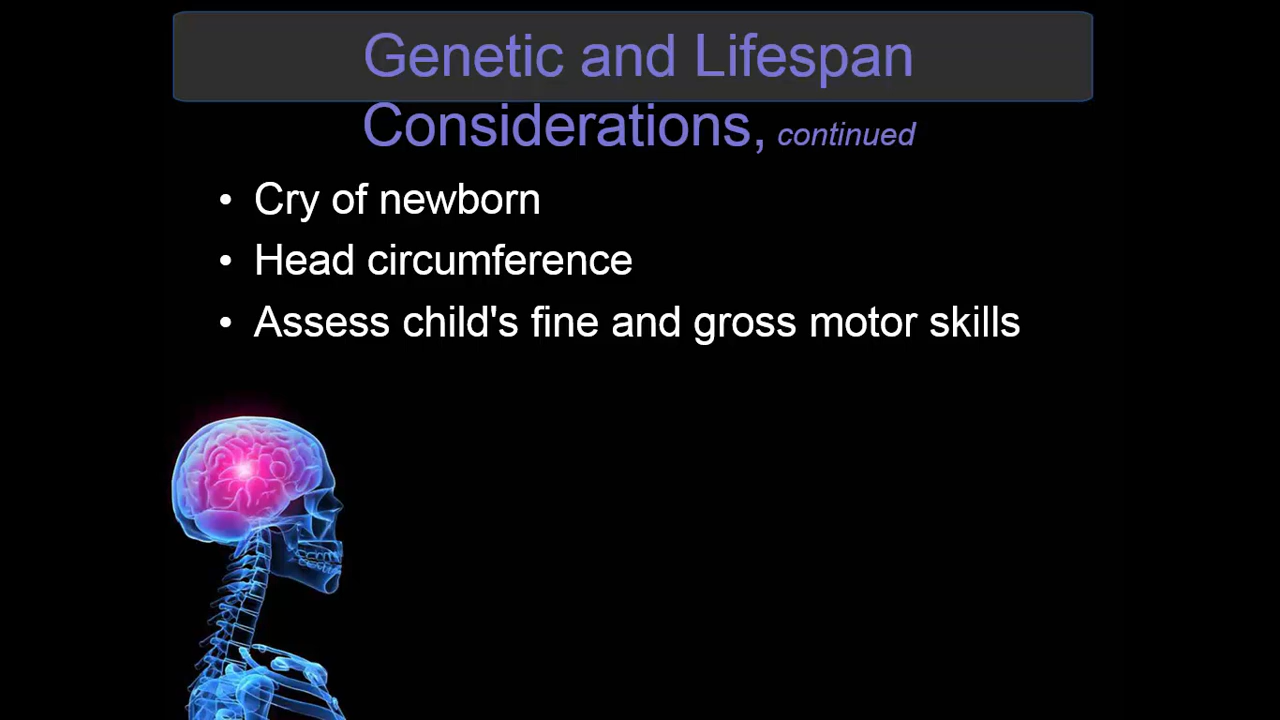 Genetic and Lifespan
Considerations, continued
• Cry of newborn
• Head circumference
• Assess child's fine and gross motor skills